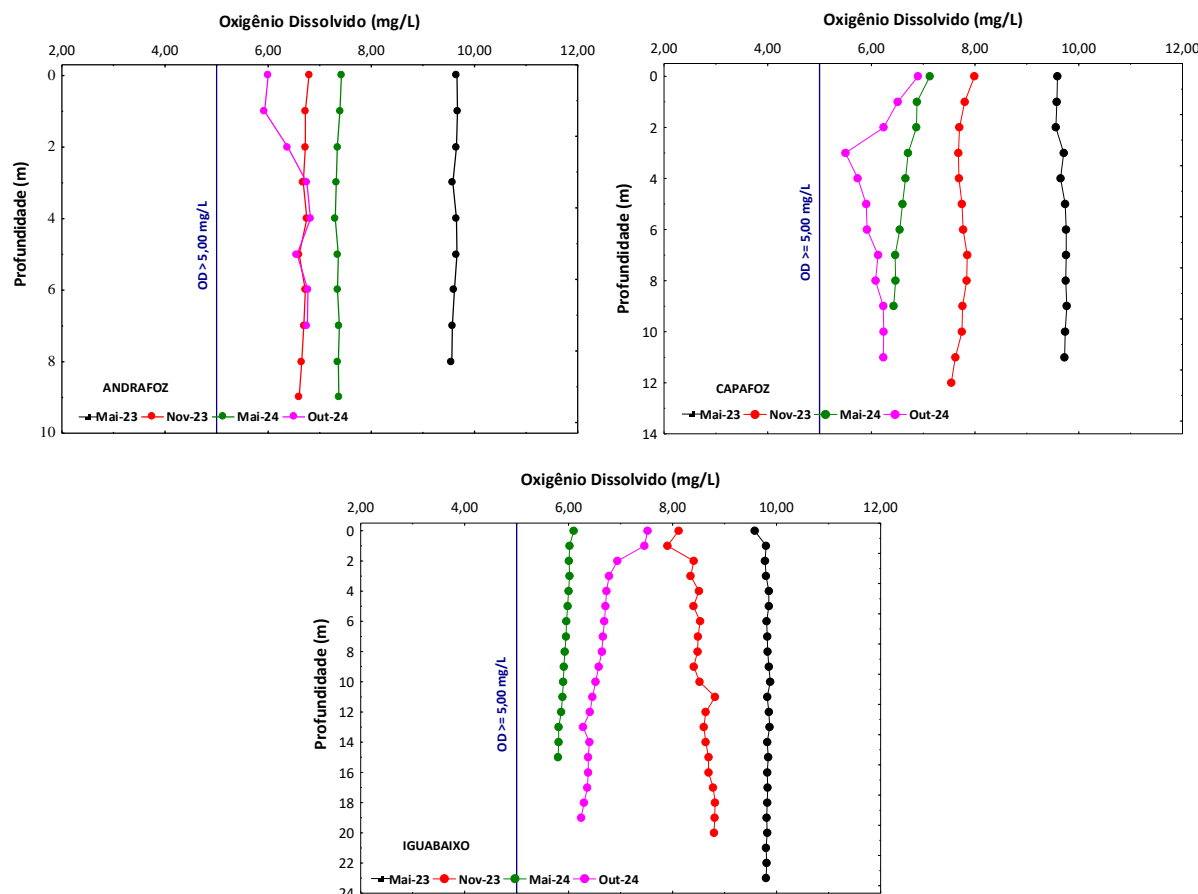 Oxigênio Dissolvido (mg/L)
2,00 4,00 6,00 8,00 10,00 12,00
Profundidade (m)
0
2
4
6
8
10
OD > 5,00 mg/L
ANDRAFOZ
Mai-23 Nov-23 Mai-24 Out-24
Oxigênio Dissolvido (mg/L)
2,00 4,00 6,00 8,00 10,00 12,00
Profundidade (m)
0
2
4
6
8
10
12
14
OD >= 5,00 mg/L
CAPAFOZ
Mai-23 Nov-23 Mai-24 Out-24
Oxigênio Dissolvido (mg/L)
2,00 4,00 6,00 8,00 10,00 12,00
Profundidade (m)
0
2
4
6
8
10
12
14
16
18
20
22
24
OD >= 5,00 mg/L
IGUABAIXO
Mai-23 Nov-23 Mai-24 Out-24